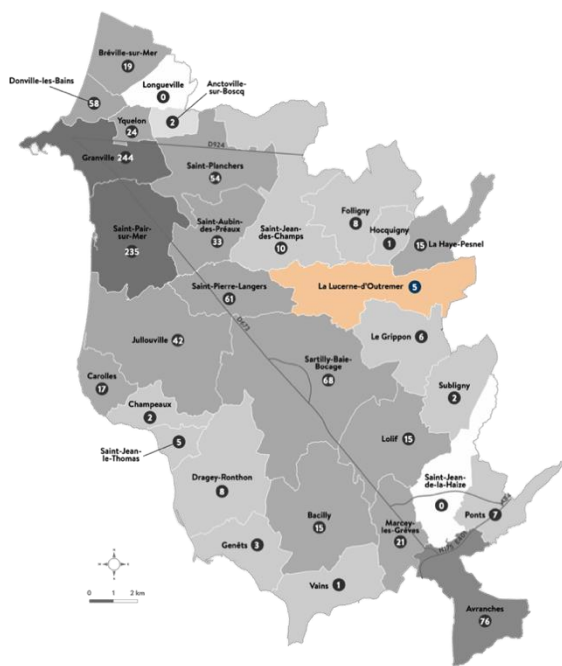 Bréville-sur-Mer
19
Donville-les-Bains
58
Longueville
0
Anctoville-
sur-Boscq
2
Yquelon
24
D924
Granville 244
Saint-Planchers
54
Saint-Pair-
sur-Mer
235
Saint-Aubin-
des-Préaux
33
Saint-Jean-
des-Champs
10
Folligny
8
Hocquigny
1
15 La Haye-Pesnel
Saint-Pierre-Langers
61
La Lucerne-d'Outremer 5
D973
Jullouville
42
Le Grippon 6
Sartilly-Baie-
Bocage
68
Carolles
17
Champeaux
2
Subligny
2
Saint-Jean-
le-Thomas
5
Lolif 15
Dragey-Ronthon
8
Saint-Jean-
de-la-Haize
0
Ponts 7
A84
Bacilly
15
Marcey-
les-Grèves
21
Genêts 3
Vains 1
Avranches
76
0 1 2 km